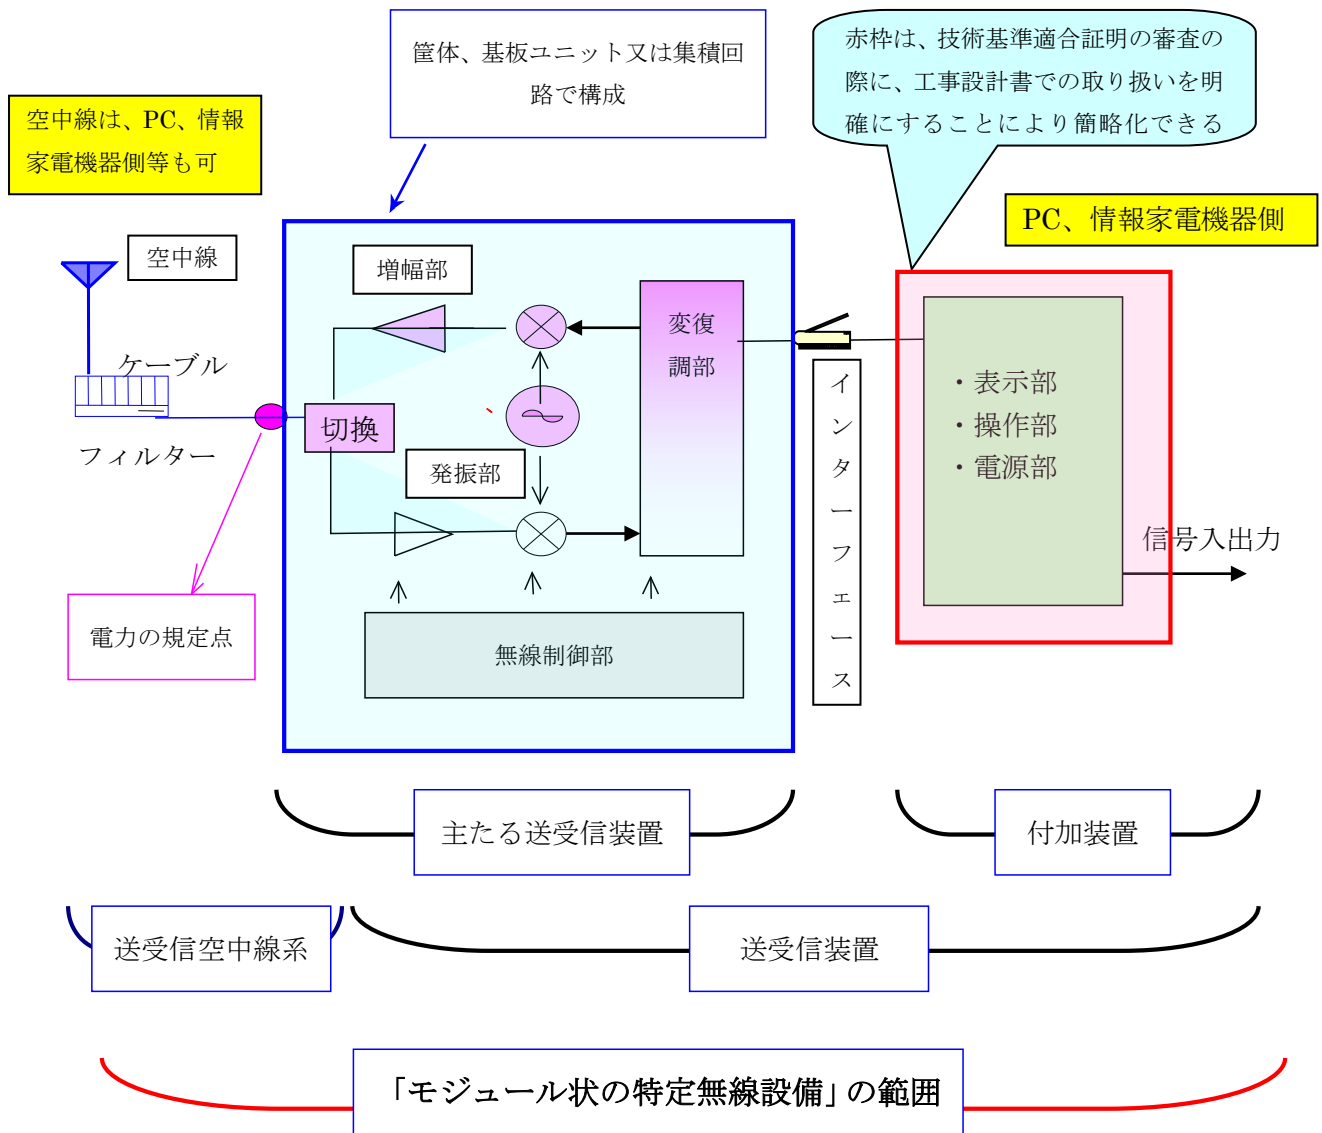 筐体、基板ユニット又は集積回
路で構成
赤枠は、技術基準適合証明の審査の
際に、工事設計書での取り扱いを明
確にすることにより簡略化できる
空中線は、PC、情報
家電機器側等も可
PC、情報家電機器側
空中線
増幅部
変復
調部
ケーブル
切換
フィルター
発振部
インターフェース
・表示部
・操作部
・電源部
信号入出力
電力の規定点
無線制御部
主たる送受信装置
付加装置
送受信空中線系
送受信装置
「モジュール状の特定無線設備」の範囲